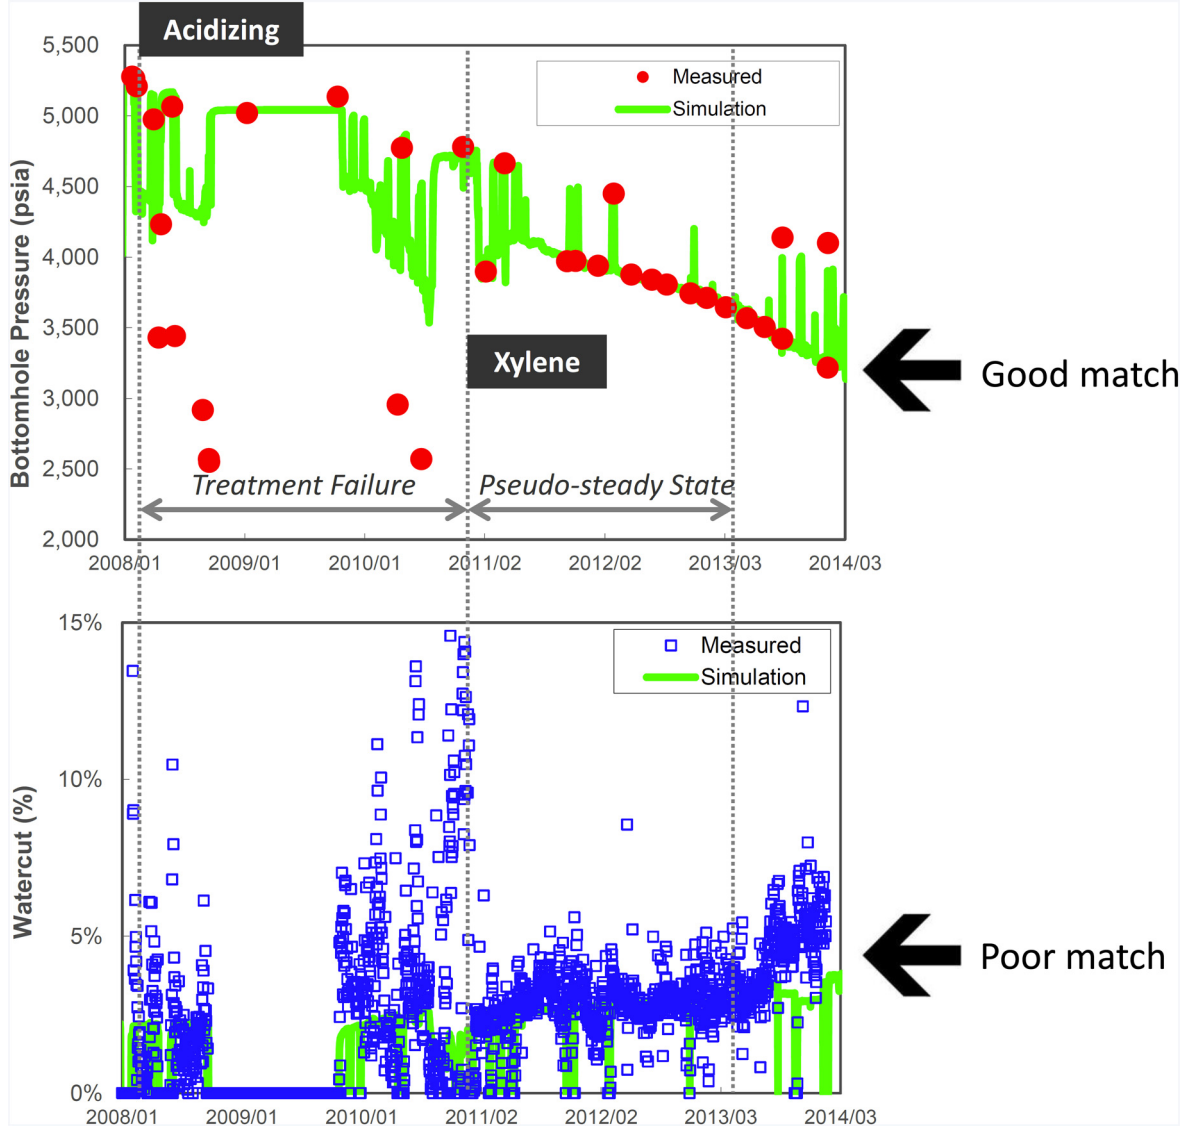 Acidizing
5,500
Measured
Simulation
5,000
4,500
4,000
3,500
3,000
2,500
2,000
Bottomhole Pressure (psia)
Xylene
Good match
Treatment Failure
Pseudo-steady State
2008/01 2009/01 2010/01 2011/02 2012/02 2013/03 2014/03
15%
Measured
Simulation
10%
5%
0%
Watercut (%)
Poor match
2008/01 2009/01 2010/01 2011/02 2012/02 2013/03 2014/03